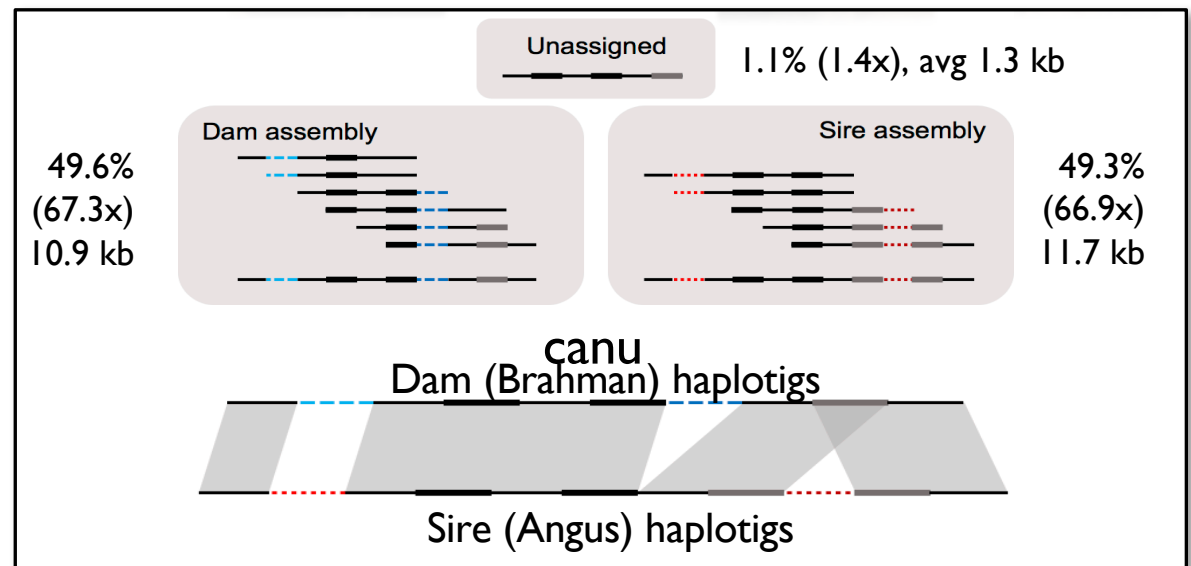 Unassigned
1.1% (1.4x), avg 1.3 kb
Dam assembly
Sire assembly
49.6%
(67.3x)
10.9 kb
49.3%
(66.9x)
11.7 kb
canu
Dam (Brahman) haplotigs
Sire (Angus) haplotigs